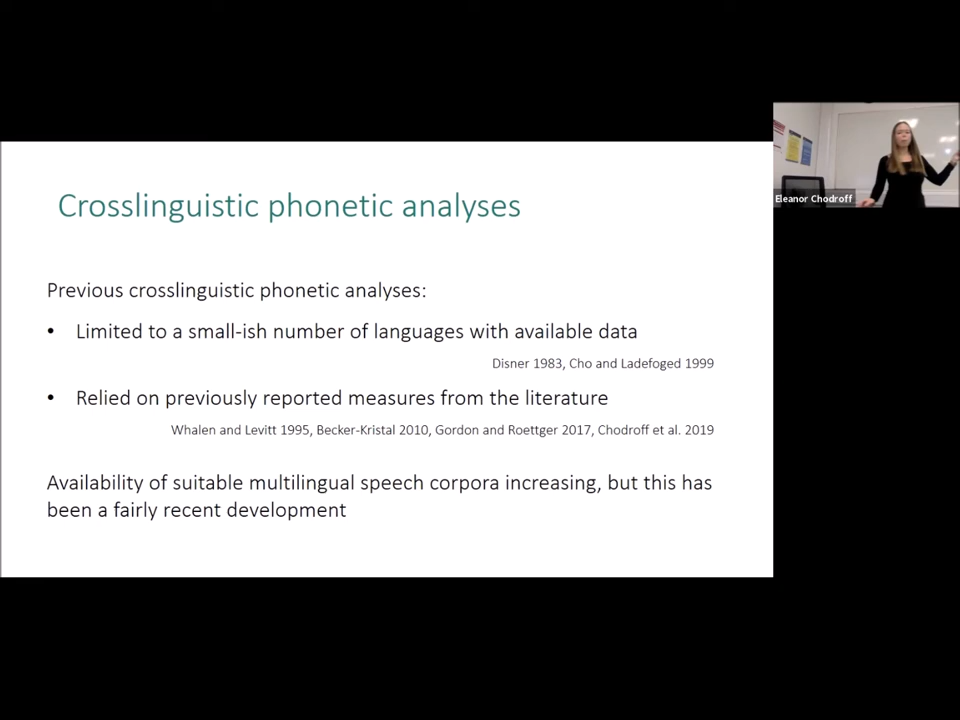 Crosslinguistic phonetic analyses
Previous crosslinguistic phonetic analyses:
• Limited to a small-ish number of languages with available data
Disner 1983, Cho and Ladefoged 1999
• Relied on previously reported measures from the literature
Whalen and Levitt 1995, Becker-Kristal 2010, Gordon and Roettger 2017, Chodroff et al. 2019
Availability of suitable multilingual speech corpora increasing, but this has
been a fairly recent development
Eleanor Chodroff